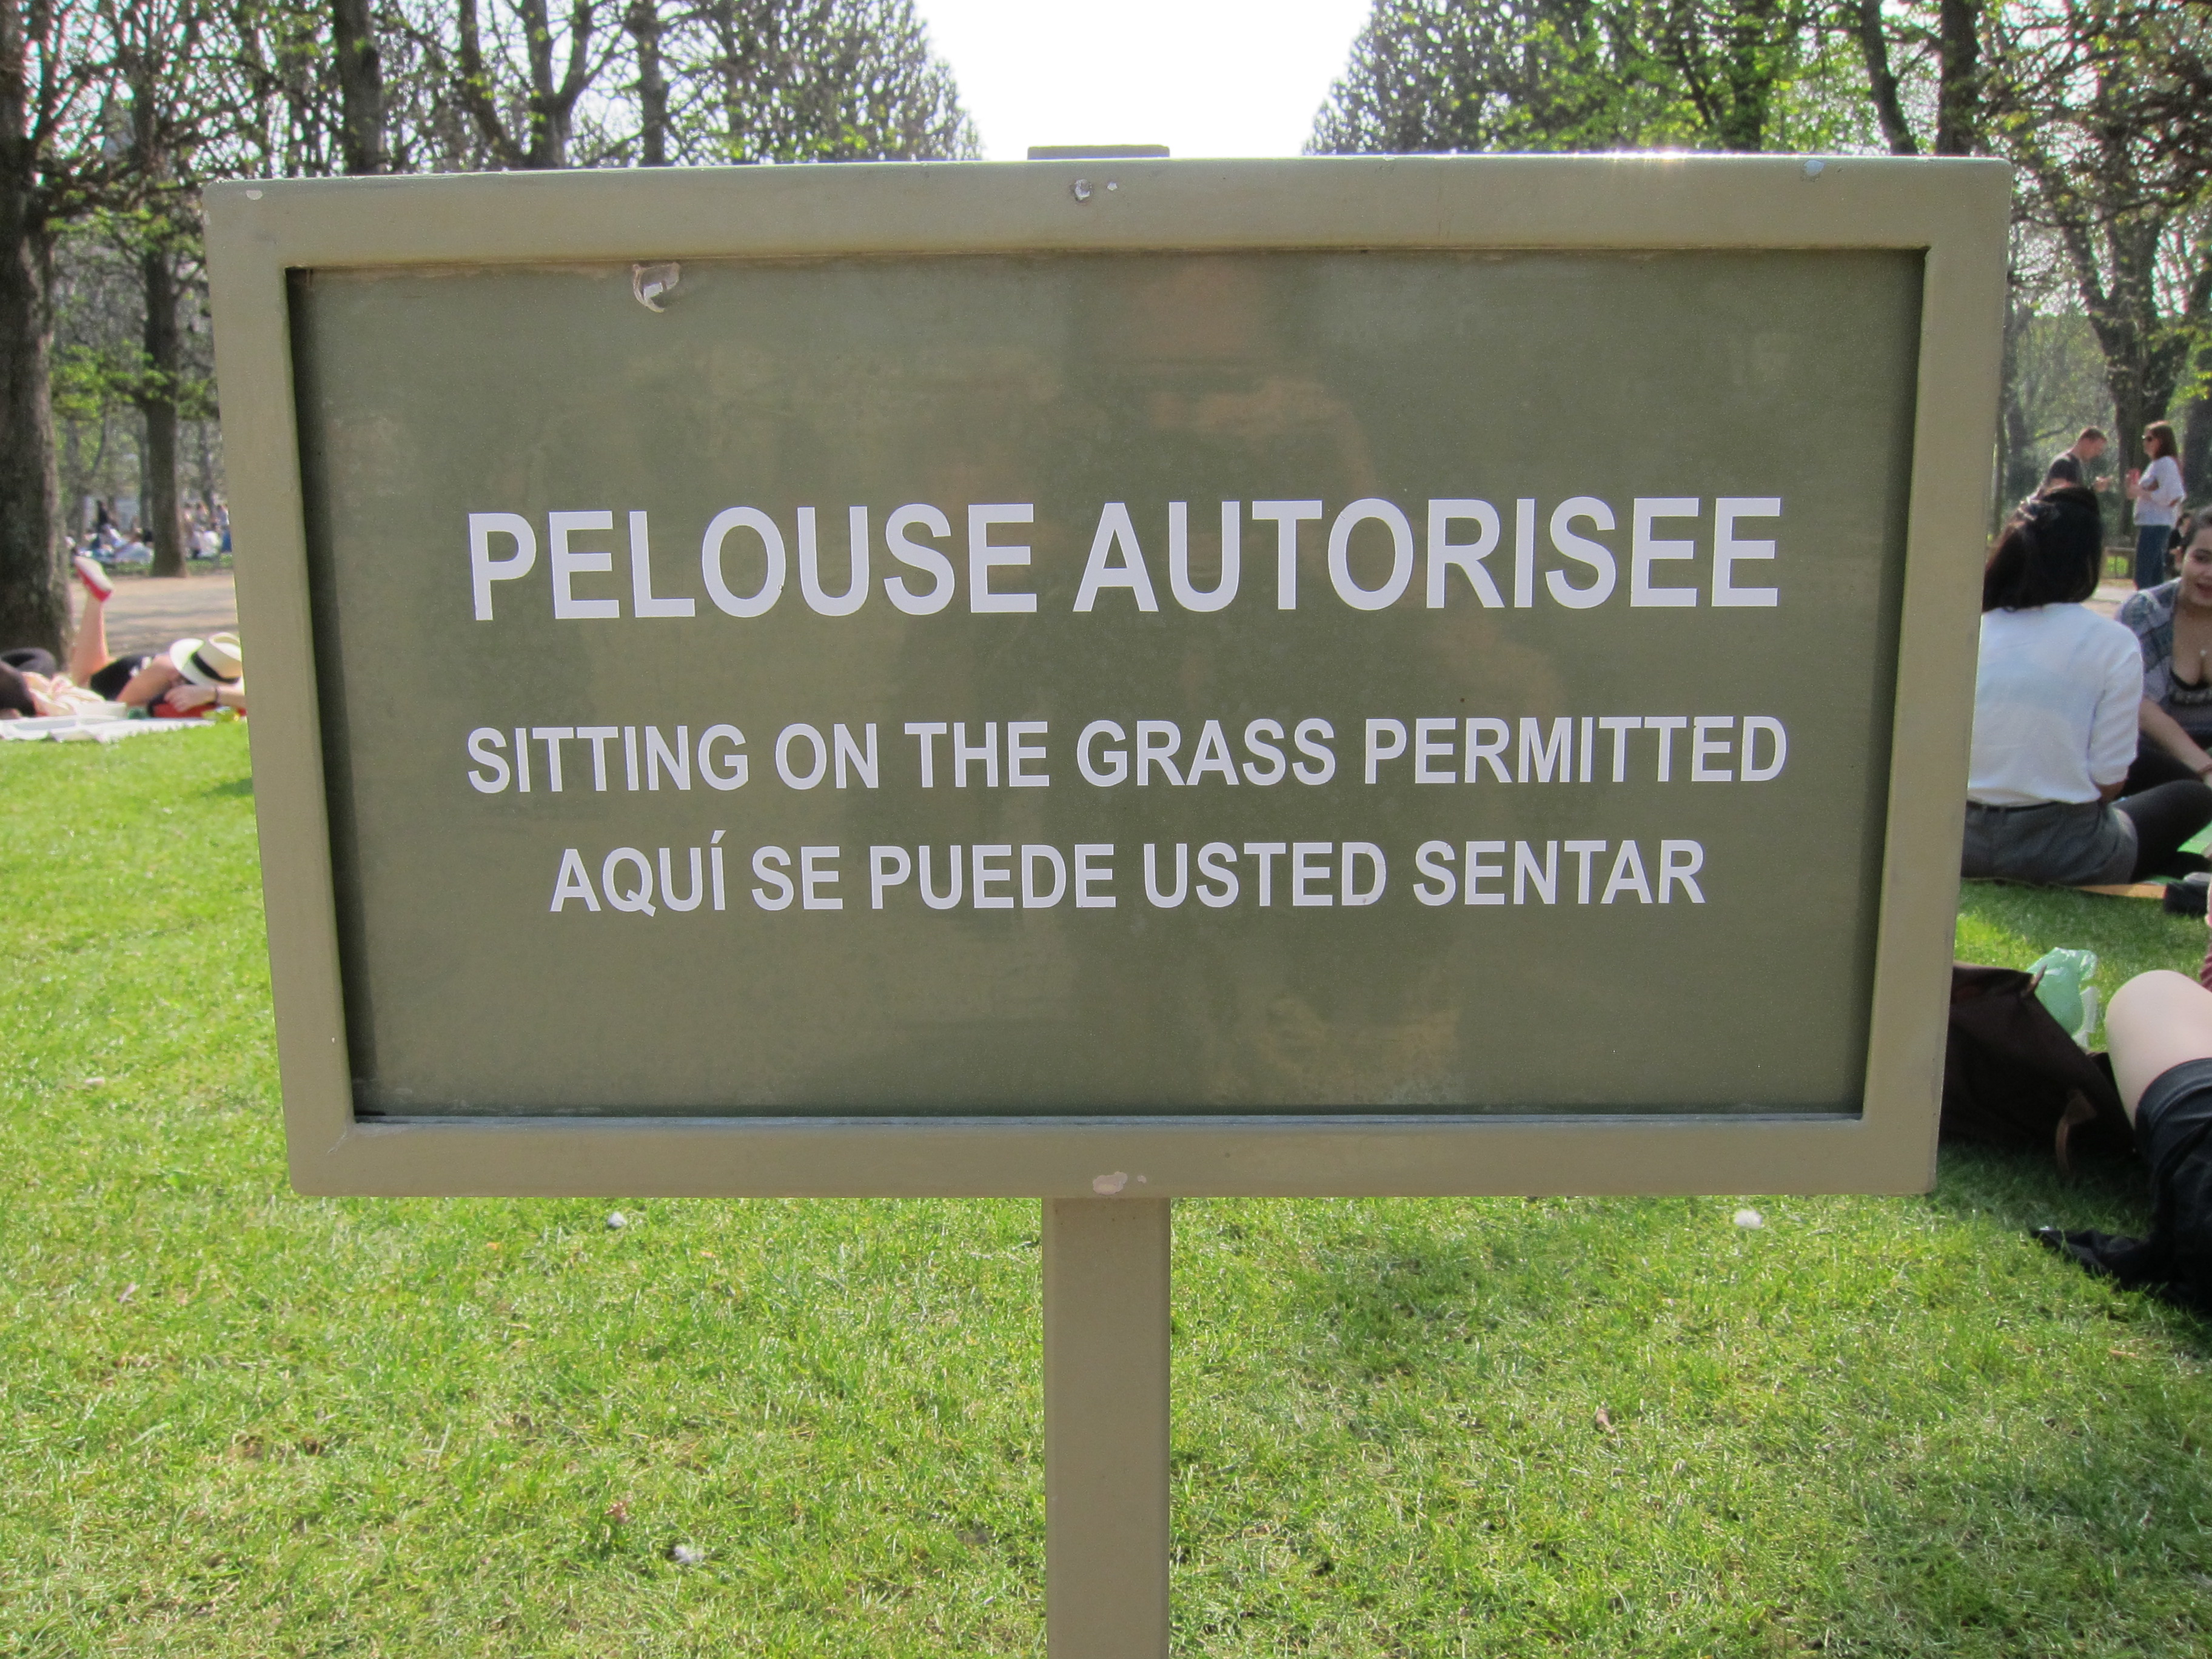 PELOUSE AUTORISEE
SITTING ON THE GRASS PERMITTED
AQUÍ SE PUEDE USTED SENTAR